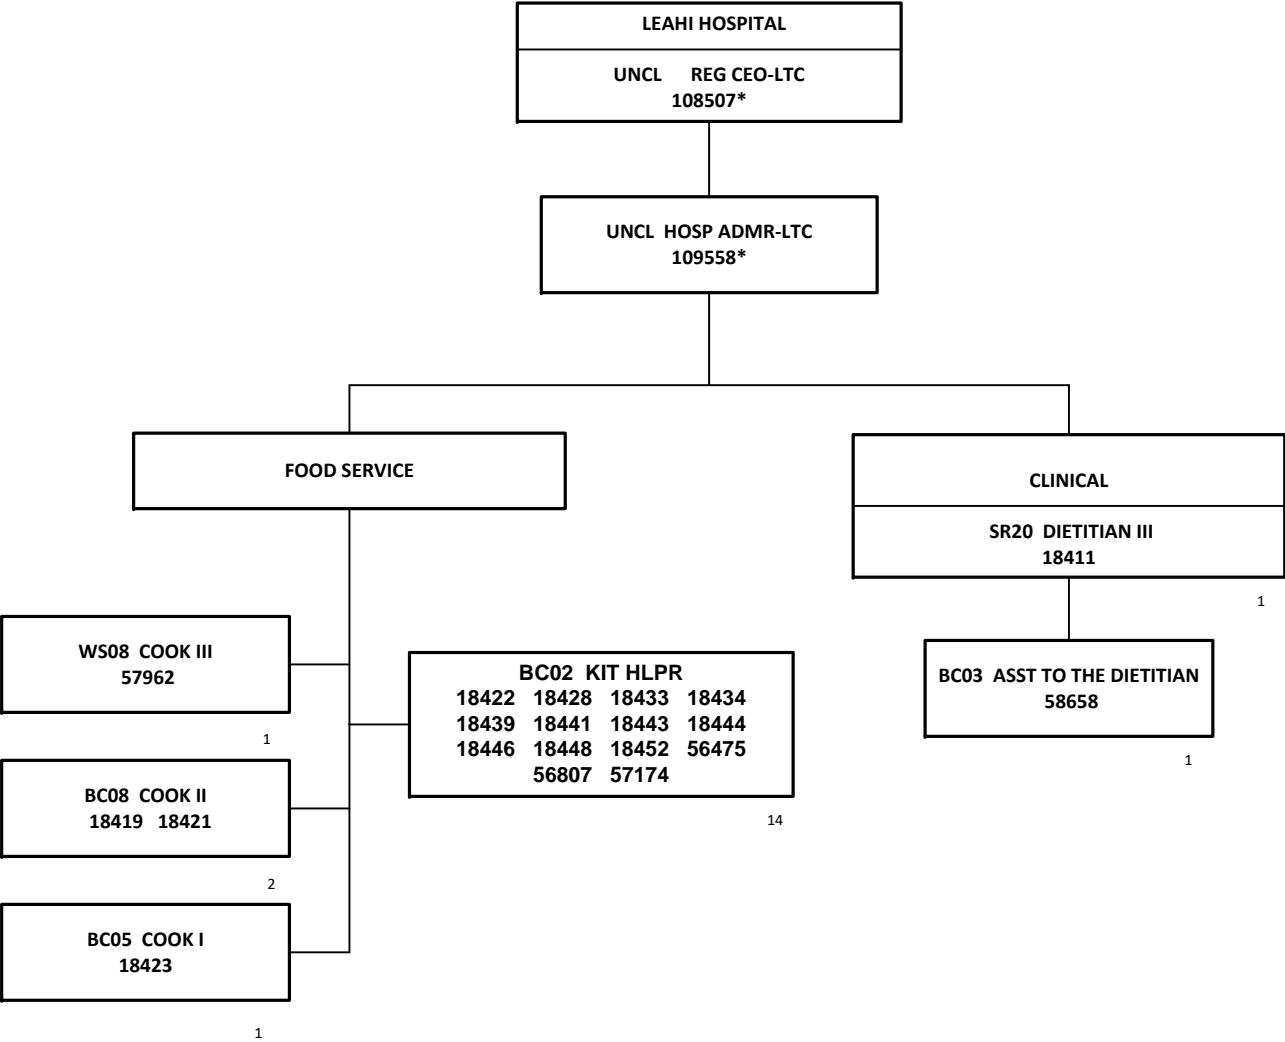 LEAHI HOSPITAL
UNCL REG CEO-LTC
108507*
UNCL HOSP ADMR-LTC
109558*
FOOD SERVICE
CLINICAL
SR20 DIETITIAN III
18411
1
WS08 COOK III
57962
1
BC02 KIT HLPR
18422 18428 18433 18434
18439 18441 18443 18444
18446 18448 18452 56475
56807 57174
14
BC03 ASST TO THE DIETITIAN
58658
1
BC08 COOK II
18419 18421
2
BC05 COOK I
18423
1